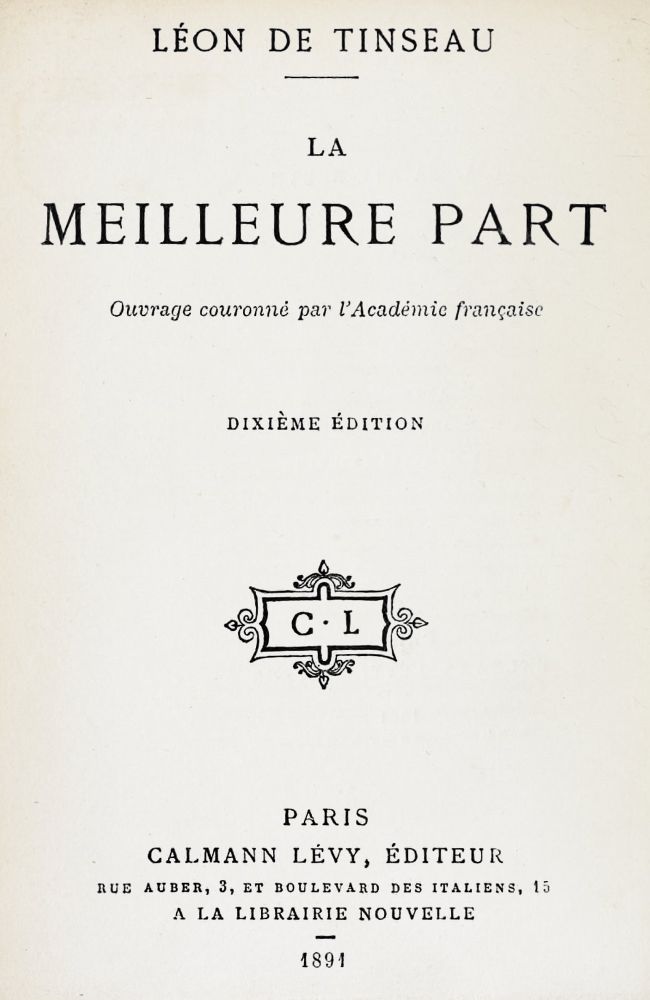 LÉON DE TINSEAU
LA
MEILLEURE PART
Ouvrage couronné par l'Académie française
DIXIÈME ÉDITION
C · L
PARIS
CALMANN LÉVY, ÉDITEUR
RUE AUBER, 3, ET BOULEVARD DES ITALIENS, 15
A LA LIBRAIRIE NOUVELLE
1891